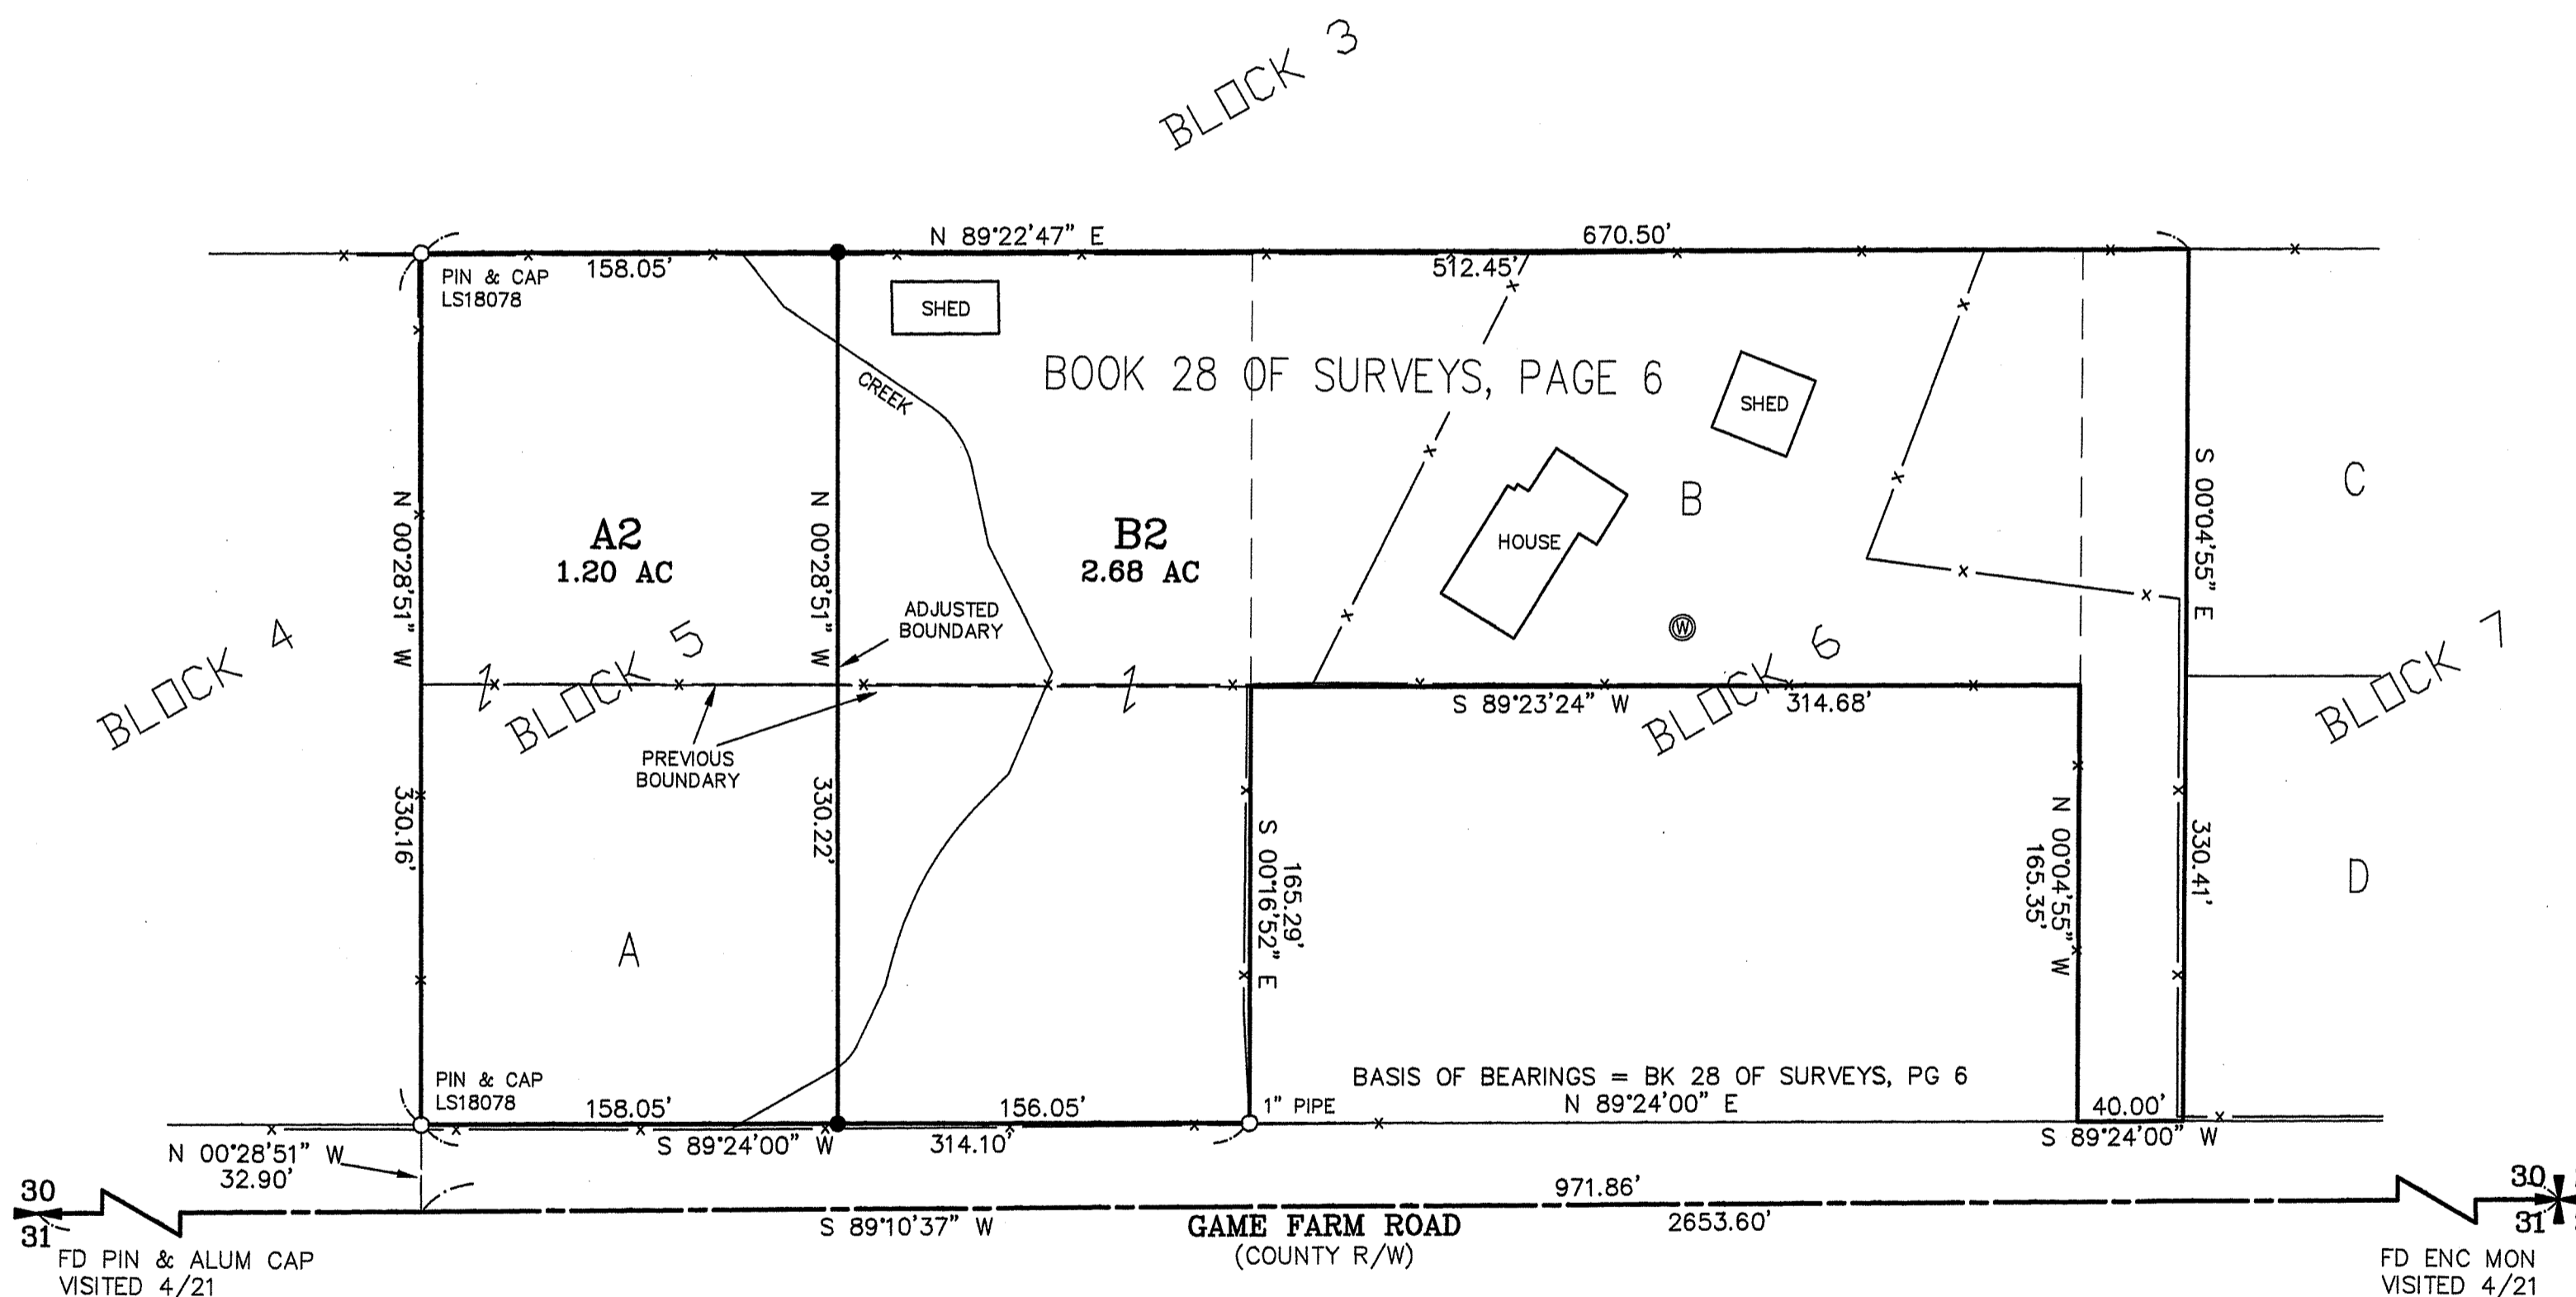 BLOCK 3
N 89°22'47" E
670.50'
158.05'
512.45'
PIN & CAP
LS18078
SHED
BOOK 28 OF SURVEYS, PAGE 6
CREEK
SHED
N 00°28'51" W
330.16'
A2
1.20 AC
N 00°28'51" W
330.22'
B2
2.68 AC
B
HOUSE
S 00°04'55" E
330.41'
C
ADJUSTED
BOUNDARY
W
BLOCK 4
BLOCK 5
BLOCK 6
BLOCK 7
PREVIOUS
BOUNDARY
S 89°23'24" W
314.68'
165.29'
S 00°16'52" E
N 00°04'55" W
165.35'
D
A
PIN & CAP
LS18078
158.05'
156.05'
1" PIPE
BASIS OF BEARINGS = BK 28 OF SURVEYS, PG 6
N 89°24'00" E
40.00'
S 89°24'00" W
314.10'
S 89°24'00" W
N 00°28'51" W
32.90'
971.86'
30
31
30
31
S 89°10'37" W
GAME FARM ROAD
2653.60'
(COUNTY R/W)
FD PIN & ALUM CAP
VISITED 4/21
FD ENC MON
VISITED 4/21